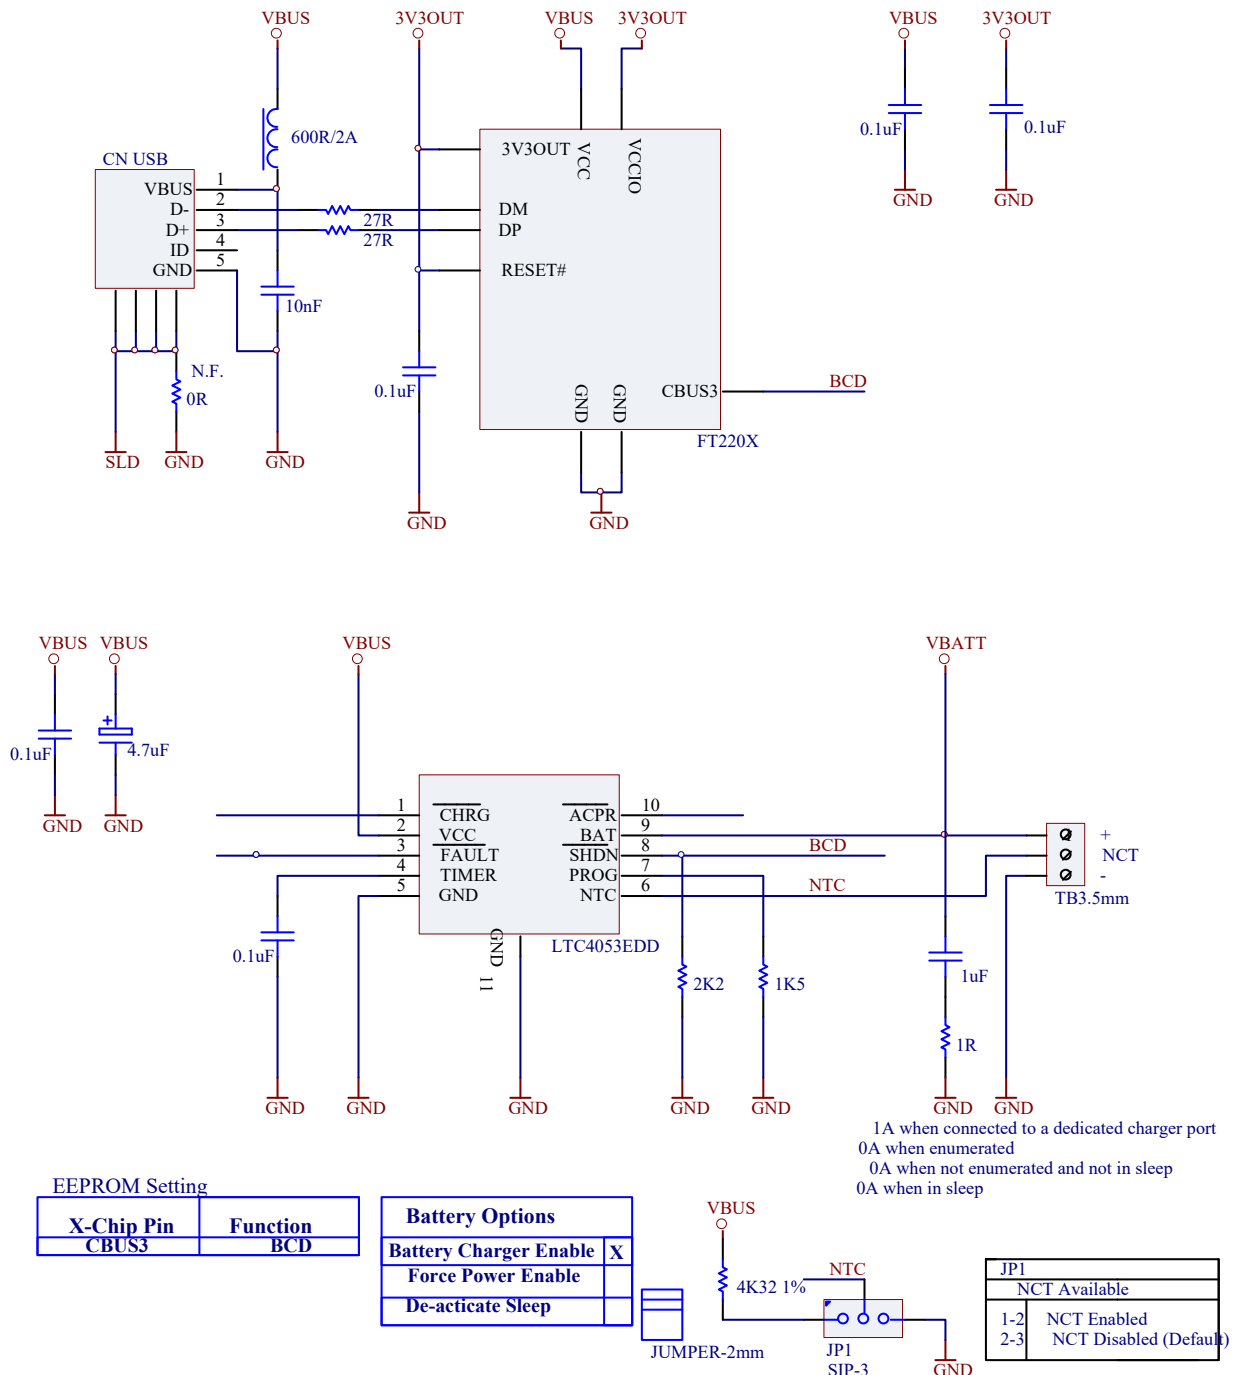 VBUS
3V3OUT
VBUS
3V3OUT
VBUS
3V3OUT
600R/2A
0.1uF
0.1uF
GND
GND
CN USB
VBUS
1
D-
2
D+
3
ID
4
GND
5
27R
27R
10nF
N.F.
0R
SLD
GND
GND
0.1uF
GND
3V3OUT
VCC
VCCIO
DM
DP
RESET#
CBUS3
BCD
GND
GND
FT220X
GND
VBUS
VBUS
VBUS
VBATT
0.1uF
4.7uF
GND
GND
1
CHRG
ACPR
10
2
VCC
BAT
9
3
FAULT
SHDN
8
BCD
4
TIMER
PROG
7
5
GND
NTC
6
NTC
GND
11
LTC4053EDD
+
NCT
-
TB3.5mm
0.1uF
2K2
1K5
1uF
1R
GND
GND
GND
GND
GND
GND
GND
1A when connected to a dedicated charger port
0A when enumerated
0A when not enumerated and not in sleep
0A when in sleep
EEPROM Setting
X-Chip Pin Function
CBUS3 BCD
Battery Options
Battery Charger Enable X
Force Power Enable
De-acticate Sleep
JUMPER-2mm
VBUS
4K32 1%
NTC
JP1
SIP-3
GND
JP1
NCT Available
1-2 NCT Enabled
2-3 NCT Disabled (Default)